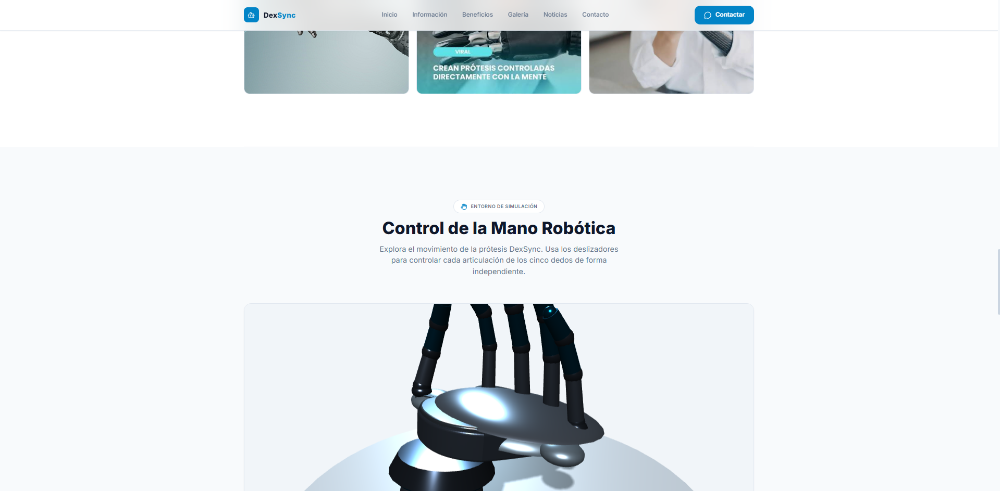 DexSync
Inicio
Información
Beneficios
Galería
Noticias
Contacto
Contactar
VIRAL
CREAN PRÓTESIS CONTROLADAS
DIRECTAMENTE CON LA MENTE
ENTORNO DE SIMULACIÓN
Control de la Mano Robótica
Explora el movimiento de la prótesis DexSync. Usa los deslizadores
para controlar cada articulación de los cinco dedos de forma
independiente.